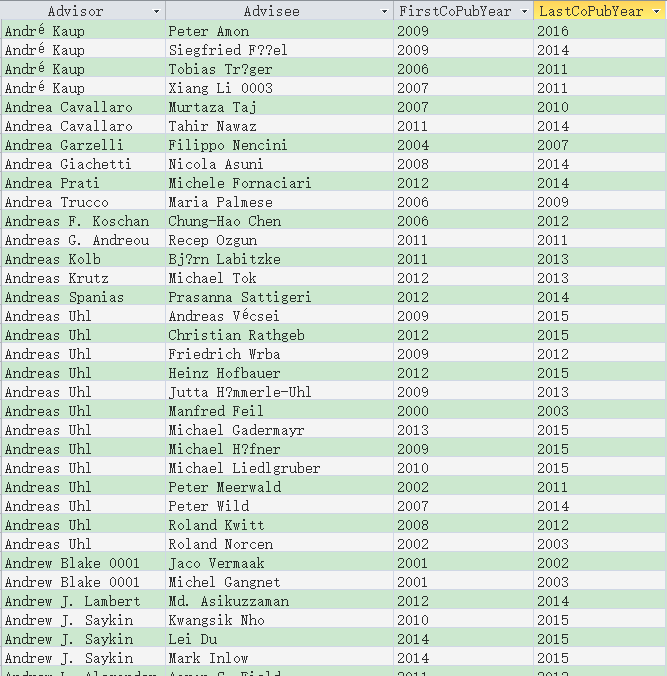 Advisor Advisee FirstCoPubYear LastCoPubYear
André Kaup Peter Amon 2009 2016
André Kaup Siegfried F??el 2009 2014
André Kaup Tobias Tr?ger 2006 2011
André Kaup Xiang Li 0003 2007 2011
Andrea Cavallaro Murtaza Taj 2007 2010
Andrea Cavallaro Tahir Nawaz 2011 2014
Andrea Garzelli Filippo Nencini 2004 2007
Andrea Giachetti Nicola Asuni 2008 2014
Andrea Prati Michele Fornaciari 2012 2014
Andrea Trucco Maria Palmese 2006 2009
Andreas F. Koschan Chung-Hao Chen 2006 2012
Andreas G. Andreou Recep Ozgun 2011 2011
Andreas Kolb Bj?rn Labitzke 2011 2013
Andreas Krutz Michael Tok 2012 2013
Andreas Spanias Prasanna Sattigeri 2012 2014
Andreas Uhl Andreas Vécsei 2009 2015
Andreas Uhl Christian Rathgeb 2012 2015
Andreas Uhl Friedrich Wrba 2009 2012
Andreas Uhl Heinz Hofbauer 2012 2015
Andreas Uhl Jutta H?mmerle-Uhl 2009 2013
Andreas Uhl Manfred Feil 2000 2003
Andreas Uhl Michael Gadermayr 2013 2015
Andreas Uhl Michael H?fner 2009 2015
Andreas Uhl Michael Liedlgruber 2010 2015
Andreas Uhl Peter Meerwald 2002 2011
Andreas Uhl Peter Wild 2007 2014
Andreas Uhl Roland Kwitt 2008 2012
Andreas Uhl Roland Norcen 2002 2003
Andrew Blake 0001 Jaco Vermaak 2001 2002
Andrew Blake 0001 Michel Gangnet 2001 2003
Andrew J. Lambert Md. Asikuzzaman 2012 2014
Andrew J. Saykin Kwangsik Nho 2010 2015
Andrew J. Saykin Lei Du 2014 2015
Andrew J. Saykin Mark Inlow 2014 2015